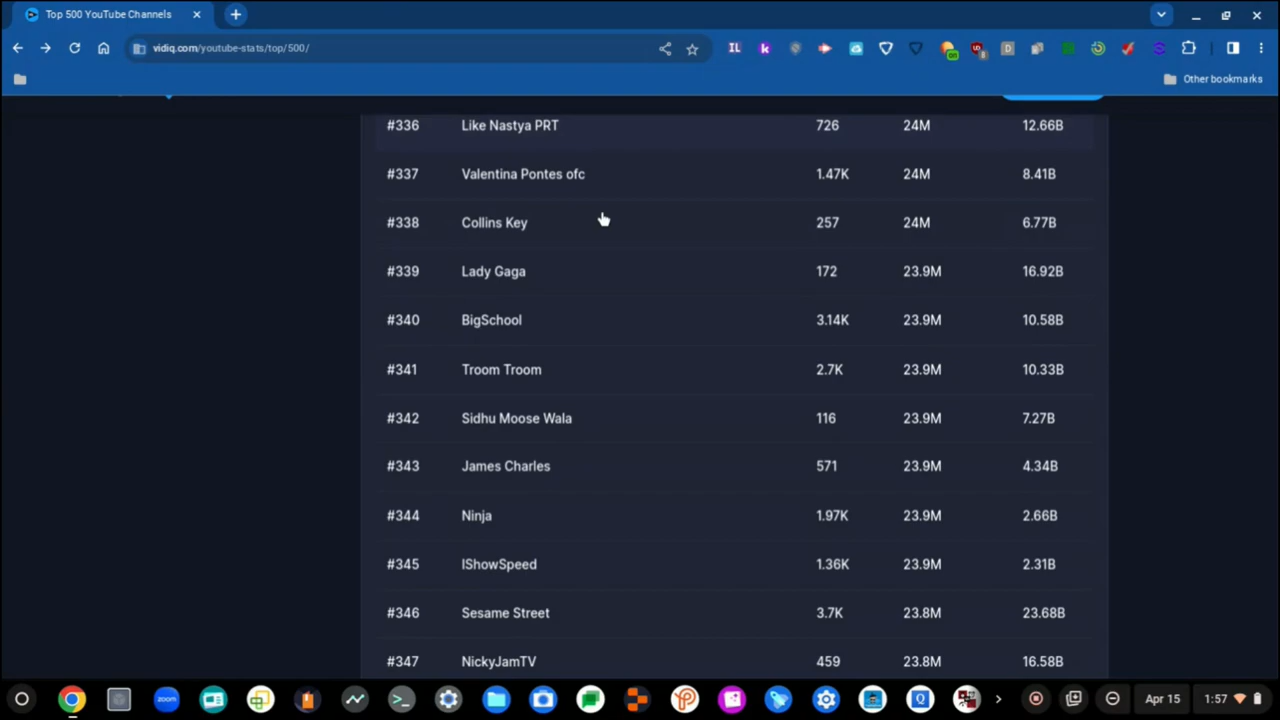 Top 500 YouTube Channels
vidiq.com/youtube-stats/top/500/
Other bookmarks
#336 Like Nastya PRT 726 24M 12.66B
#337 Valentina Pontes ofc 1.47K 24M 8.41B
#338 Collins Key 257 24M 6.77B
#339 Lady Gaga 172 23.9M 16.92B
#340 BigSchool 3.14K 23.9M 10.58B
#341 Troom Troom 2.7K 23.9M 10.33B
#342 Sidhu Moose Wala 116 23.9M 7.27B
#343 James Charles 571 23.9M 4.34B
#344 Ninja 1.97K 23.9M 2.66B
#345 IShowSpeed 1.36K 23.9M 2.31B
#346 Sesame Street 3.7K 23.8M 23.68B
#347 NickyJamTV 459 23.8M 16.58B
zoom
Apr 15 1:57